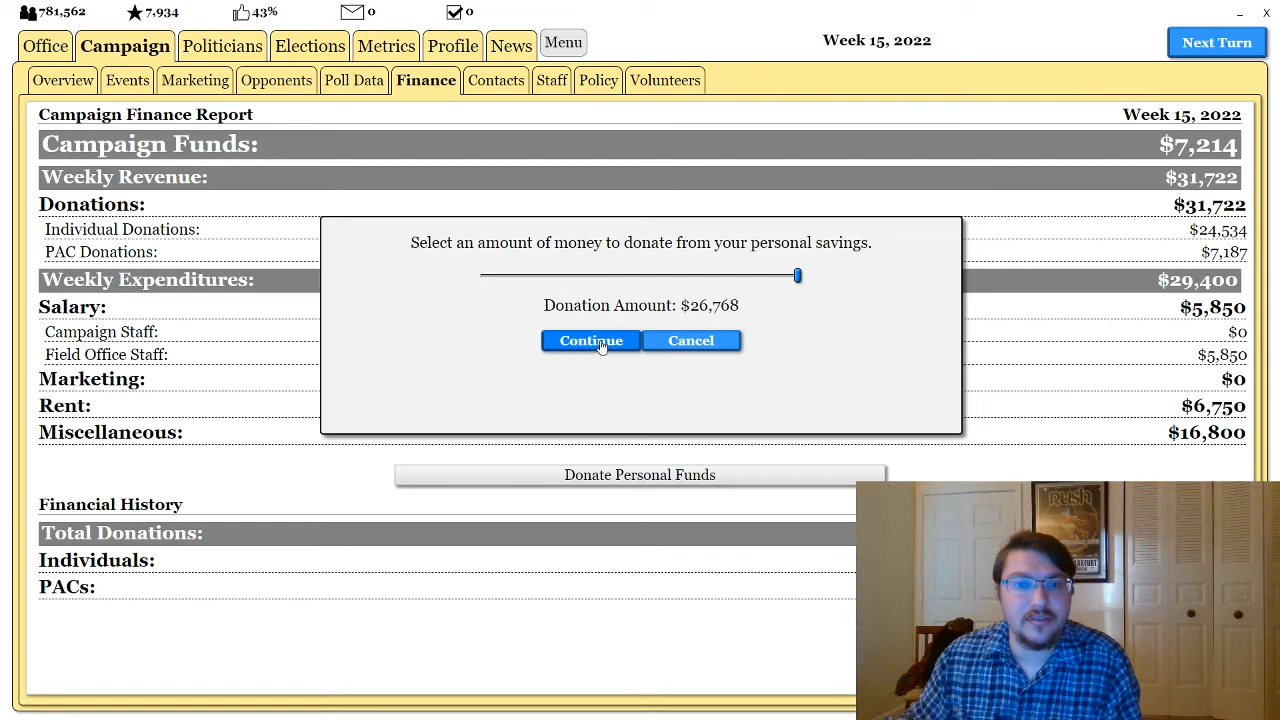 781,562 7,934 43% 0 0
Office Campaign Politicians Elections Metrics Profile News Menu Week 15, 2022 Next Turn
Overview Events Marketing Opponents Poll Data Finance Contacts Staff Policy Volunteers
Campaign Finance Report Week 15, 2022
Campaign Funds: $7,214
Weekly Revenue: $31,722
Donations: $31,722
Individual Donations: $24,534
PAC Donations: $7,187
Weekly Expenditures: $29,400
Salary: $5,850
Campaign Staff: $0
Field Office Staff: $5,850
Marketing: $0
Rent: $6,750
Miscellaneous: $16,800
Select an amount of money to donate from your personal savings.
Donation Amount: $26,768
Continue Cancel
Donate Personal Funds
Financial History
Total Donations:
Individuals:
PACs:
rush